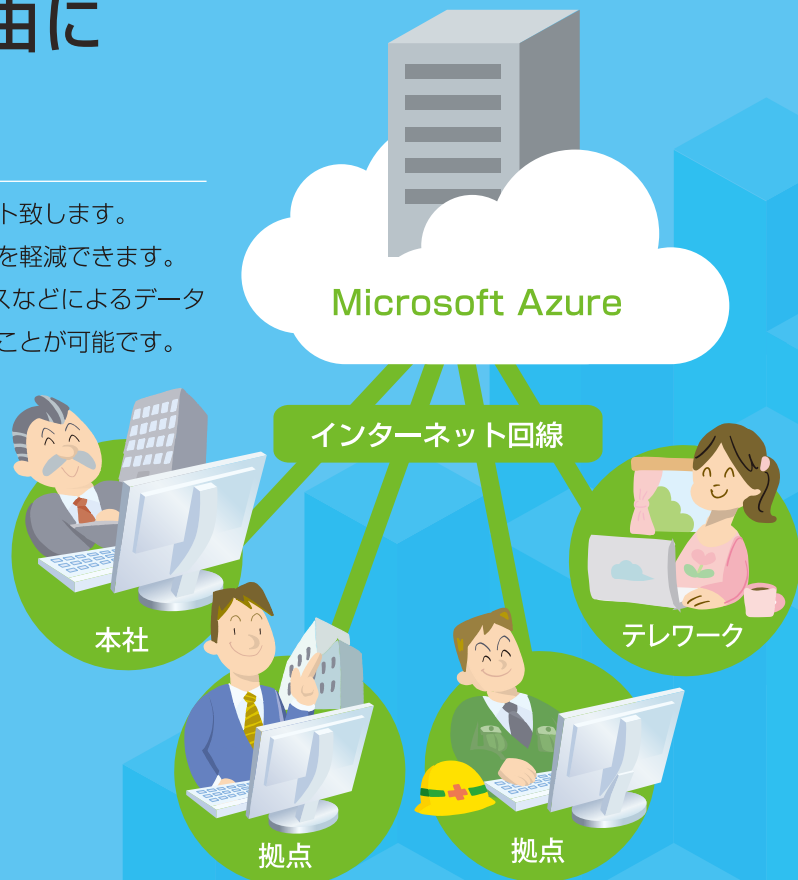 由に
ト致します。
を軽減できます。
スなどによるデータ
ことが可能です。
Microsoft Azure
インターネット回線
本社
テレワーク
拠点
拠点